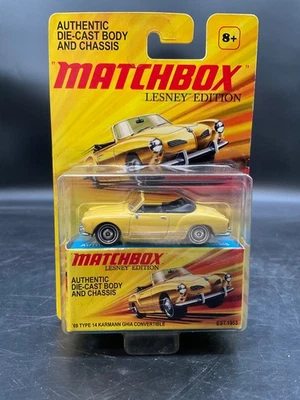 AUTHENTIC
DIE-CAST BODY
AND CHASSIS
8+
"MATCHBOX"
LESNEY EDITION
MATCHBOX
LESNEY EDITION
AUTHENTIC
DIE-CAST BODY
AND CHASSIS
'69 TYPE 14 KARMANN GHIA CONVERTIBLE
EST. 1953